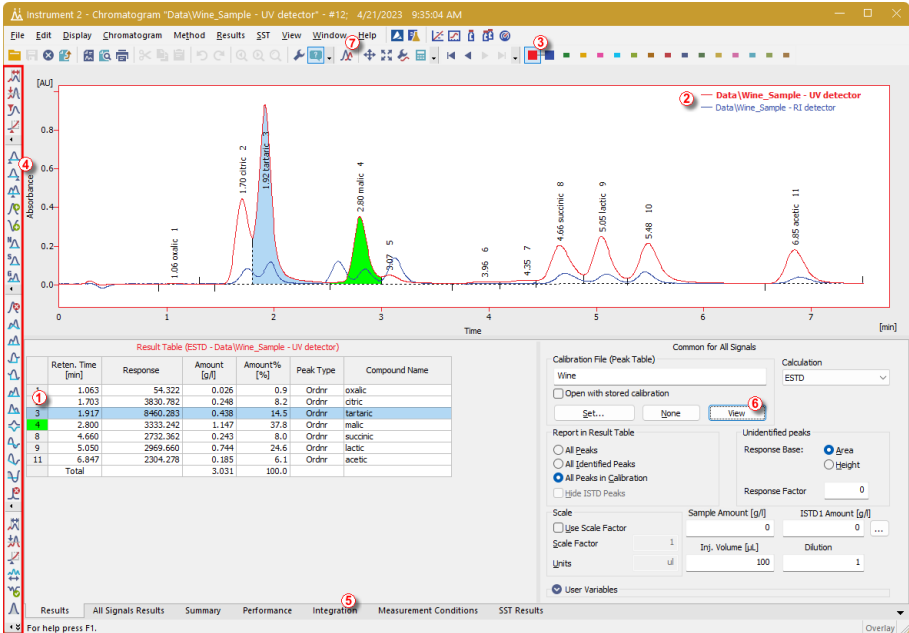 Instrument 2 - Chromatogram "Data\Wine_Sample - UV detector" - #12; 4/21/2023 9:35:04 AM
File Edit Display Chromatogram Method Results SST View Window Help
7
3
[AU]
2 Data\Wine_Sample - UV detector
Data\Wine_Sample - RI detector
4
Absorbance
0.8
0.6
0.4
0.2
0.0
1.06 oxalic 1
1.70 citric 2
1.92 tartaric 3
2.80 malic 4
3.07 5
3.96 6
4.35 7
4.66 succinic 8
5.05 lactic 9
5.48 10
6.85 acetic 11
0 1 2 3 4 5 6 7
Time
[min]
Result Table (ESTD - Data\Wine_Sample - UV detector)
Reten. Time [min] Response Amount [g/l] Amount% [%] Peak Type Compound Name
1.063 54.322 0.026 0.9 Ordnr oxalic
1 1.703 3830.782 0.248 8.2 Ordnr citric
3 1.917 8460.283 0.438 14.5 Ordnr tartaric
4 2.800 3333.242 1.147 37.8 Ordnr malic
8 4.660 2732.362 0.243 8.0 Ordnr succinic
9 5.050 2969.660 0.744 24.6 Ordnr lactic
11 6.847 2304.278 0.185 6.1 Ordnr acetic
Total 3.031 100.0
Common for All Signals
Calibration File (Peak Table)
Wine
Open with stored calibration
Set... None View
6
Calculation
ESTD
Report in Result Table
All Peaks
All Identified Peaks
All Peaks in Calibration
Hide ISTD Peaks
Unidentified peaks
Response Base: Area
Height
Response Factor 0
Scale
Use Scale Factor
Scale Factor 1
Units ul
Sample Amount [g/l] ISTD1 Amount [g/l]
0 0 ...
Inj. Volume [µL] Dilution
100 1
User Variables
5
Results All Signals Results Summary Performance Integration Measurement Conditions SST Results
For help press F1. Overlay